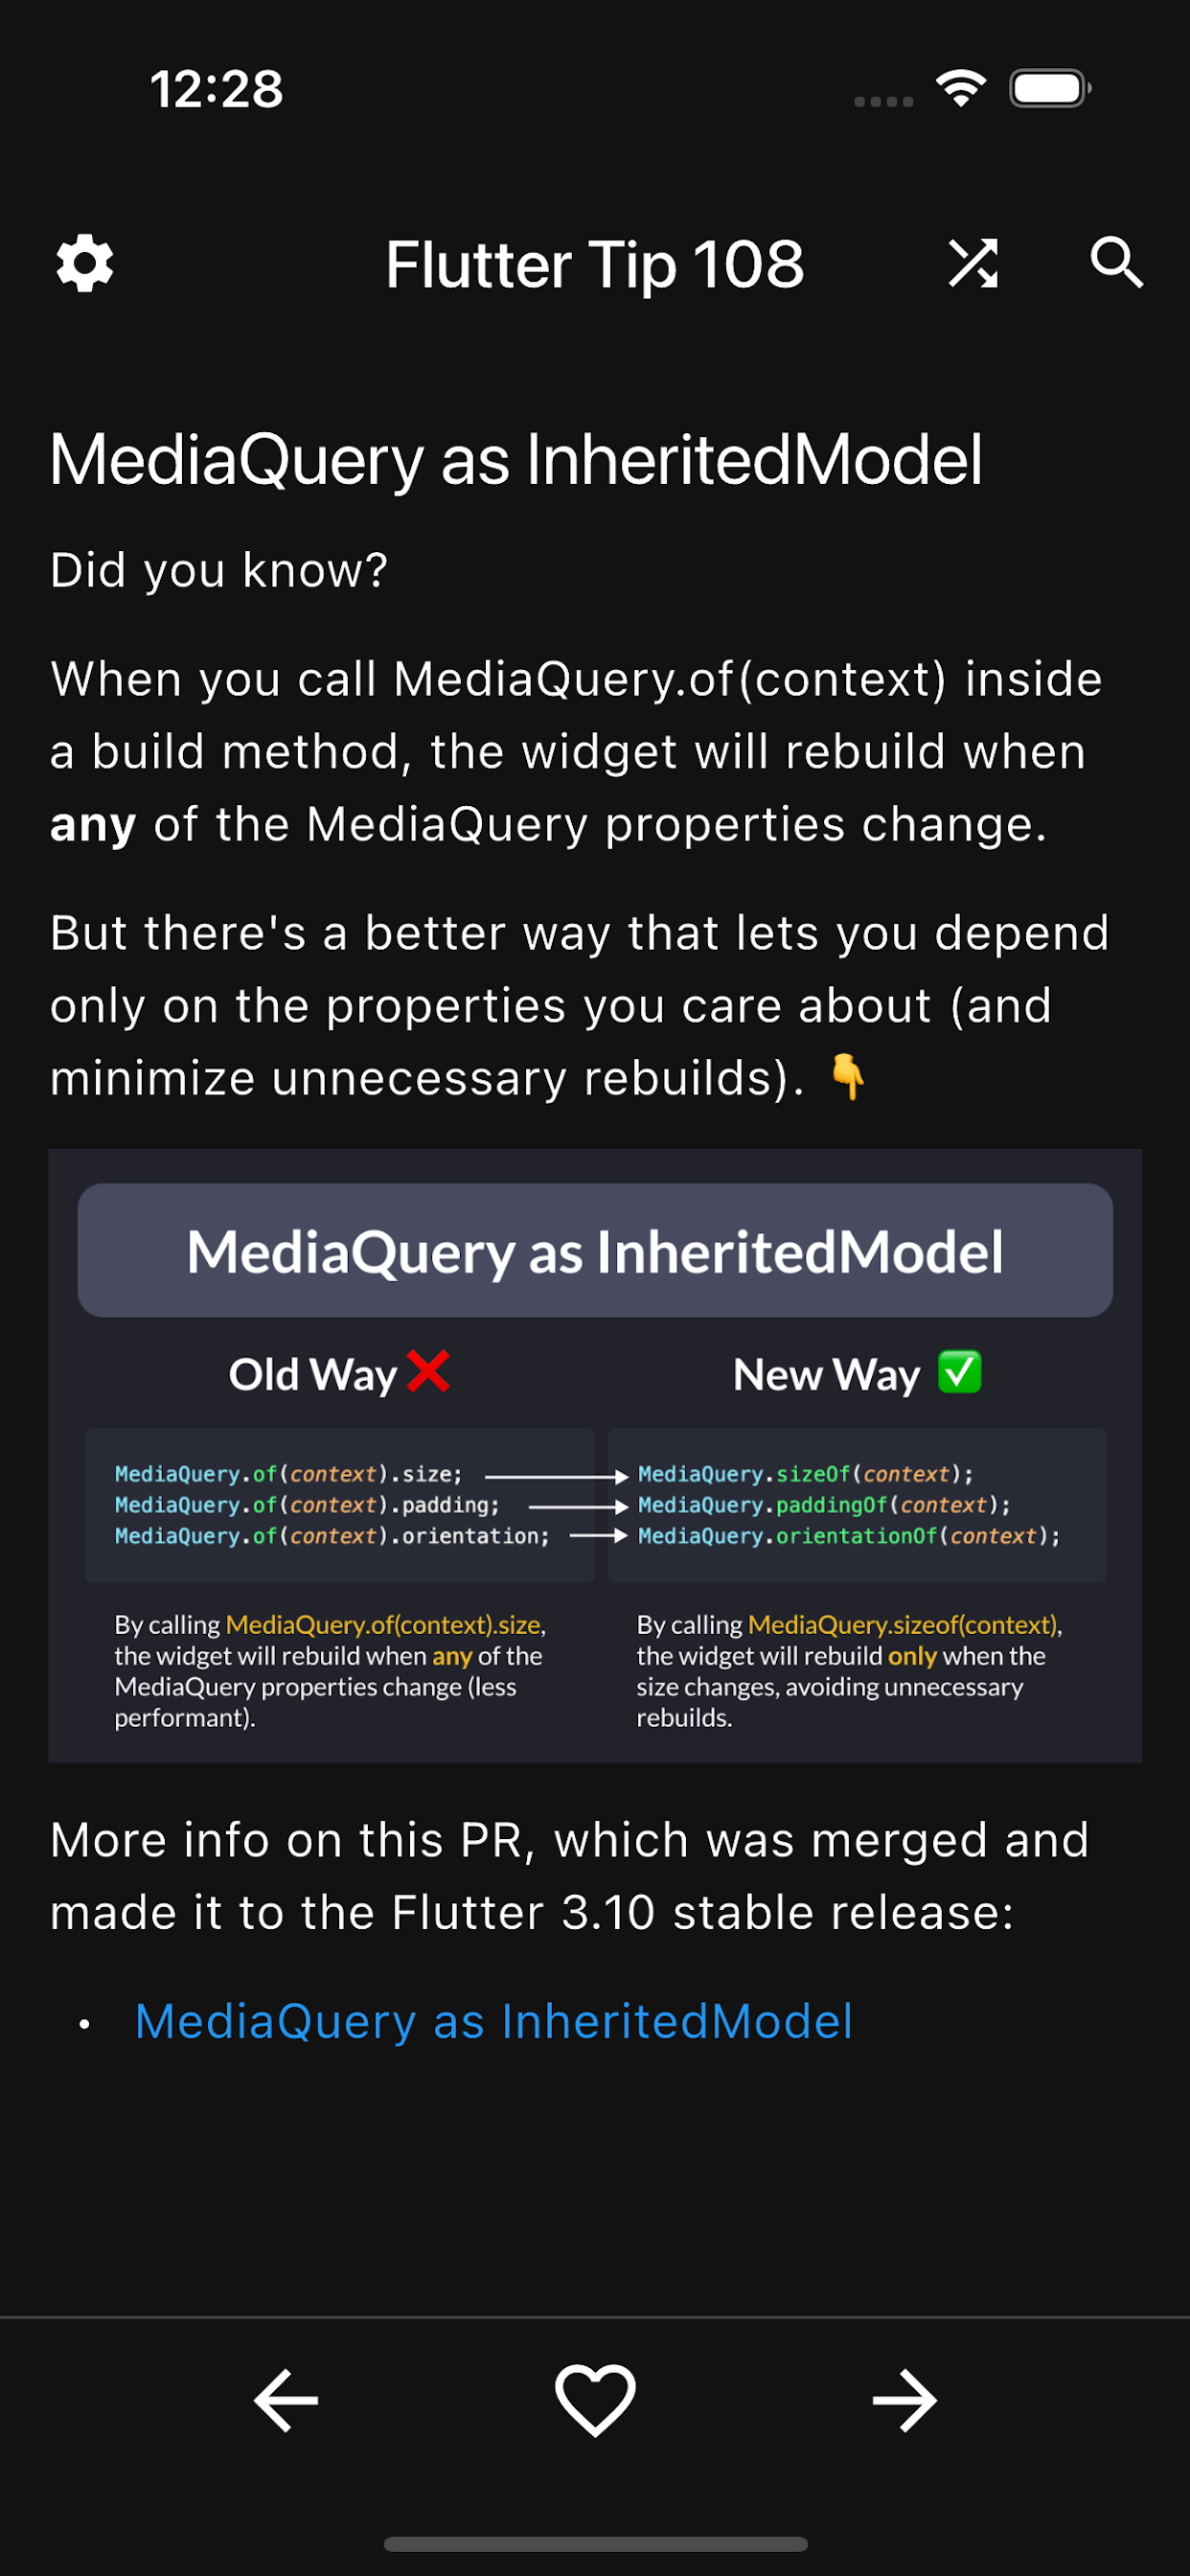 12:28
Flutter Tip 108
MediaQuery as InheritedModel
Did you know?
When you call MediaQuery.of(context) inside
a build method, the widget will rebuild when
any of the MediaQuery properties change.
But there's a better way that lets you depend
only on the properties you care about (and
minimize unnecessary rebuilds). 👇
MediaQuery as InheritedModel
Old Way ❌
New Way ✅
MediaQuery.of(context).size;
MediaQuery.of(context).padding;
MediaQuery.of(context).orientation;
MediaQuery.sizeOf(context);
MediaQuery.paddingOf(context);
MediaQuery.orientationOf(context);
By calling MediaQuery.of(context).size,
the widget will rebuild when any of the
MediaQuery properties change (less
performant).
By calling MediaQuery.sizeof(context),
the widget will rebuild only when the
size changes, avoiding unnecessary
rebuilds.
More info on this PR, which was merged and
made it to the Flutter 3.10 stable release:
• MediaQuery as InheritedModel